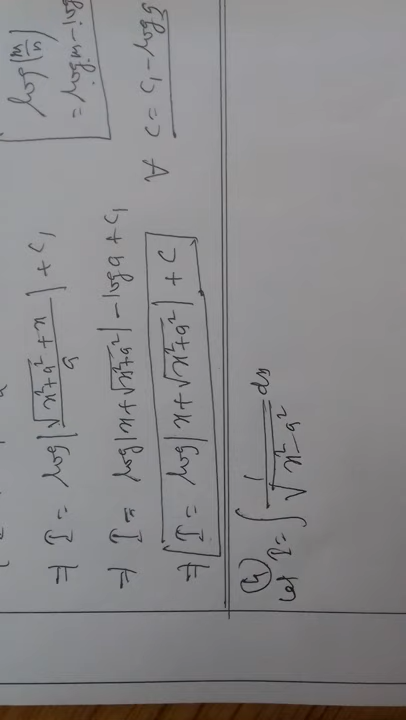 log(m/n)
= log m - log
⇒ I = log|(√(x²+a²) + x)/a| + C₁
⇒ I = log|x+√(x²+a²)| - log a + C₁
⇒ I = log|x+√(x²+a²)| + C
∀ C = C₁ - log
(4)
Let I = ∫ 1/√(x²-a²) dx